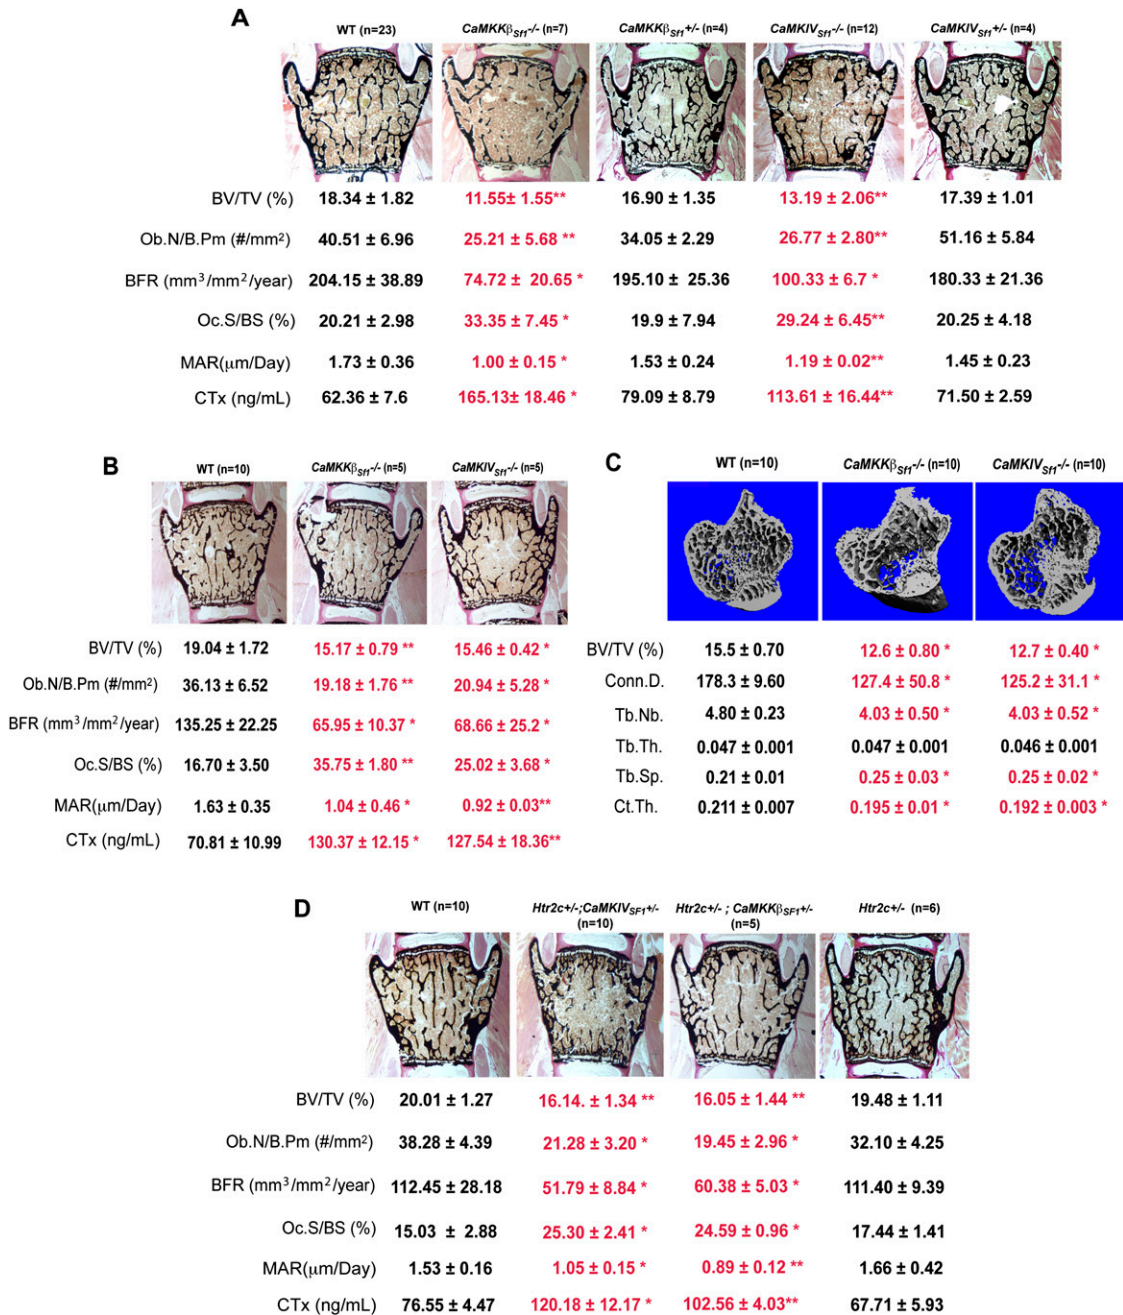 A
WT (n=23) CaMKKβSf1-/- (n=7) CaMKKβSf1+/- (n=4) CaMKIVSf1-/- (n=12) CaMKIVSf1+/- (n=4)
BV/TV (%) 18.34 ± 1.82 11.55± 1.55** 16.90 ± 1.35 13.19 ± 2.06** 17.39 ± 1.01
Ob.N/B.Pm (#/mm²) 40.51 ± 6.96 25.21 ± 5.68 ** 34.05 ± 2.29 26.77 ± 2.80** 51.16 ± 5.84
BFR (mm³/mm²/year) 204.15 ± 38.89 74.72 ± 20.65 * 195.10 ± 25.36 100.33 ± 6.7 * 180.33 ± 21.36
Oc.S/BS (%) 20.21 ± 2.98 33.35 ± 7.45 * 19.9 ± 7.94 29.24 ± 6.45** 20.25 ± 4.18
MAR(μm/Day) 1.73 ± 0.36 1.00 ± 0.15 * 1.53 ± 0.24 1.19 ± 0.02** 1.45 ± 0.23
CTx (ng/mL) 62.36 ± 7.6 165.13± 18.46 * 79.09 ± 8.79 113.61 ± 16.44** 71.50 ± 2.59
B
WT (n=10) CaMKKβSf1-/- (n=5) CaMKIVSf1-/- (n=5)
BV/TV (%) 19.04 ± 1.72 15.17 ± 0.79 ** 15.46 ± 0.42 *
Ob.N/B.Pm (#/mm²) 36.13 ± 6.52 19.18 ± 1.76 ** 20.94 ± 5.28 *
BFR (mm³/mm²/year) 135.25 ± 22.25 65.95 ± 10.37 * 68.66 ± 25.2 *
Oc.S/BS (%) 16.70 ± 3.50 35.75 ± 1.80 ** 25.02 ± 3.68 *
MAR(μm/Day) 1.63 ± 0.35 1.04 ± 0.46 * 0.92 ± 0.03**
CTx (ng/mL) 70.81 ± 10.99 130.37 ± 12.15 * 127.54 ± 18.36**
C
WT (n=10) CaMKKβSf1-/- (n=10) CaMKIVSf1-/- (n=10)
BV/TV (%) 15.5 ± 0.70 12.6 ± 0.80 * 12.7 ± 0.40 *
Conn.D. 178.3 ± 9.60 127.4 ± 50.8 * 125.2 ± 31.1 *
Tb.Nb. 4.80 ± 0.23 4.03 ± 0.50 * 4.03 ± 0.52 *
Tb.Th. 0.047 ± 0.001 0.047 ± 0.001 0.046 ± 0.001
Tb.Sp. 0.21 ± 0.01 0.25 ± 0.03 * 0.25 ± 0.02 *
Ct.Th. 0.211 ± 0.007 0.195 ± 0.01 * 0.192 ± 0.003 *
D
WT (n=10) Htr2c+/-;CaMKIVSF1+/- (n=10) Htr2c+/- ; CaMKKβSF1+/- (n=5) Htr2c+/- (n=6)
BV/TV (%) 20.01 ± 1.27 16.14. ± 1.34 ** 16.05 ± 1.44 ** 19.48 ± 1.11
Ob.N/B.Pm (#/mm²) 38.28 ± 4.39 21.28 ± 3.20 * 19.45 ± 2.96 * 32.10 ± 4.25
BFR (mm³/mm²/year) 112.45 ± 28.18 51.79 ± 8.84 * 60.38 ± 5.03 * 111.40 ± 9.39
Oc.S/BS (%) 15.03 ± 2.88 25.30 ± 2.41 * 24.59 ± 0.96 * 17.44 ± 1.41
MAR(μm/Day) 1.53 ± 0.16 1.05 ± 0.15 * 0.89 ± 0.12 ** 1.66 ± 0.42
CTx (ng/mL) 76.55 ± 4.47 120.18 ± 12.17 * 102.56 ± 4.03** 67.71 ± 5.93